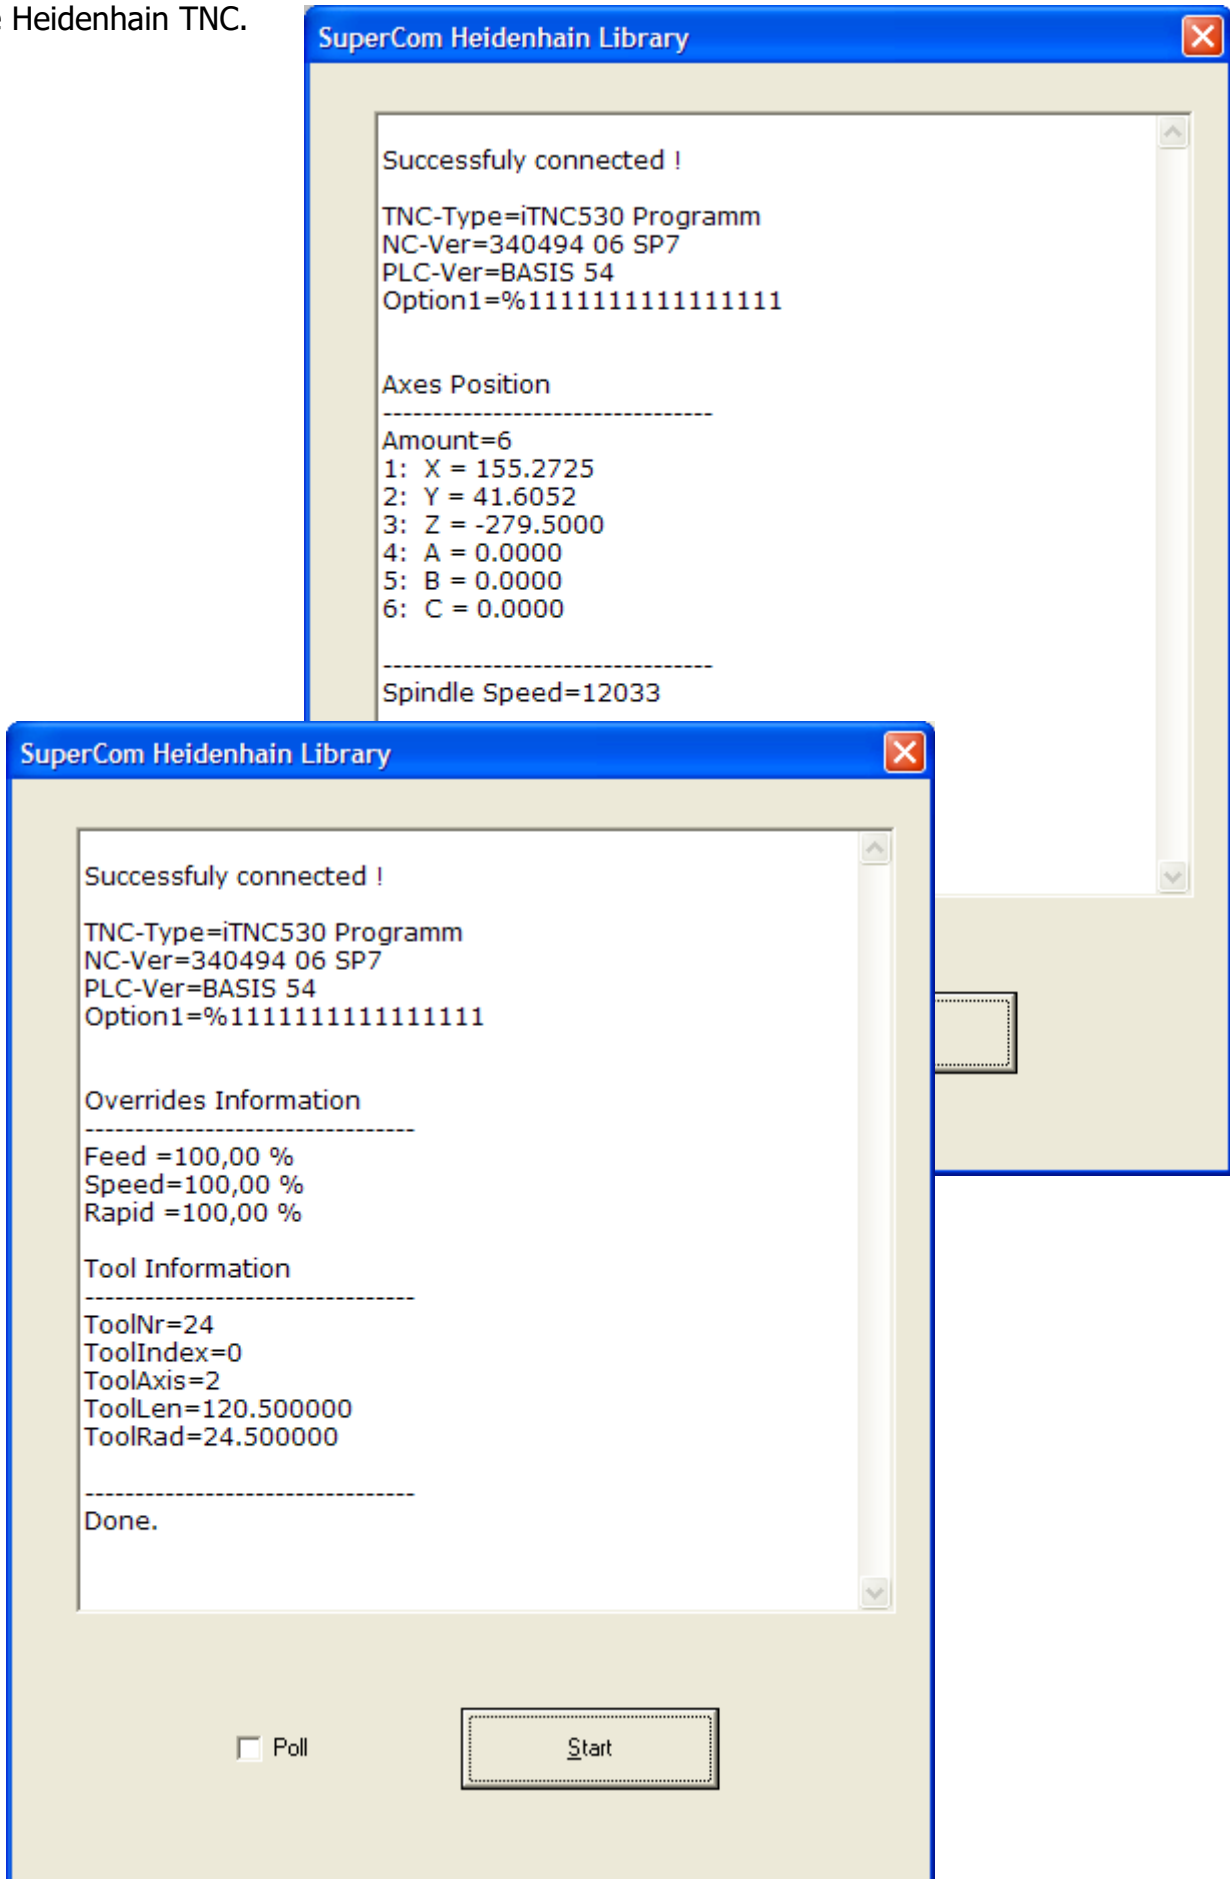 Heidenhain TNC.
SuperCom Heidenhain Library
Successfuly connected !
TNC-Type=iTNC530 Programm
NC-Ver=340494 06 SP7
PLC-Ver=BASIS 54
Option1=%1111111111111111
Axes Position
---------------------------------
Amount=6
1: X = 155.2725
2: Y = 41.6052
3: Z = -279.5000
4: A = 0.0000
5: B = 0.0000
6: C = 0.0000
---------------------------------
Spindle Speed=12033
SuperCom Heidenhain Library
Successfuly connected !
TNC-Type=iTNC530 Programm
NC-Ver=340494 06 SP7
PLC-Ver=BASIS 54
Option1=%1111111111111111
Overrides Information
---------------------------------
Feed =100,00 %
Speed=100,00 %
Rapid =100,00 %
Tool Information
---------------------------------
ToolNr=24
ToolIndex=0
ToolAxis=2
ToolLen=120.500000
ToolRad=24.500000
---------------------------------
Done.
Poll
Start